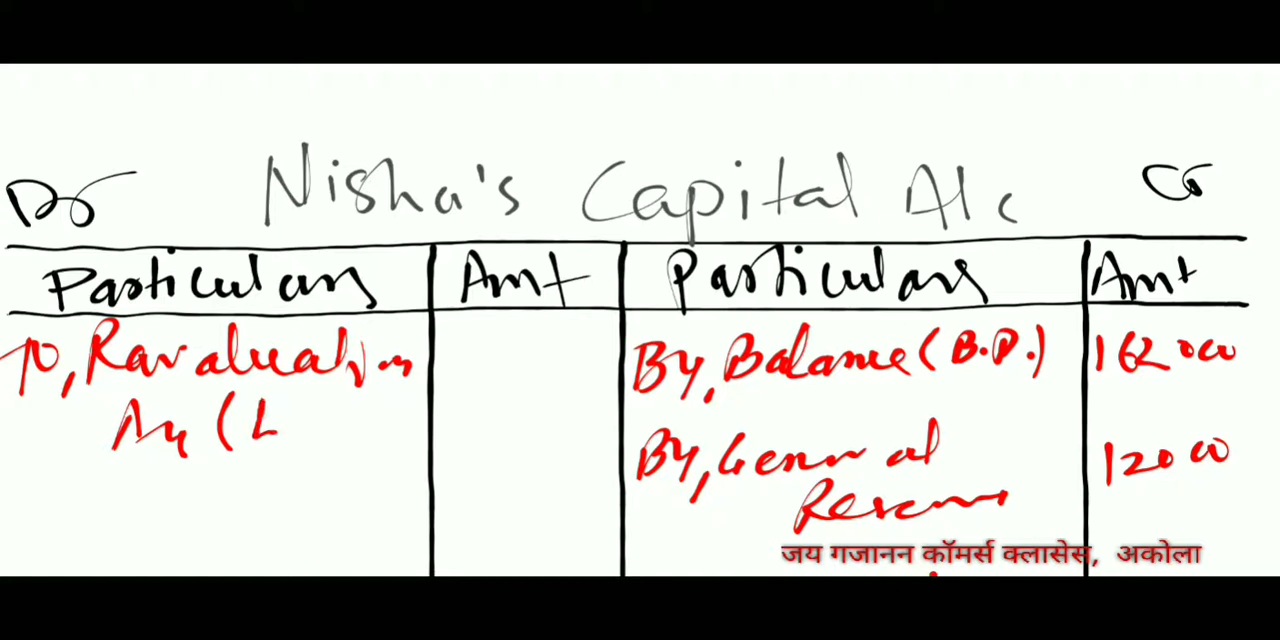 Dr Nisha's Capital A/c Cr
Particulars Amt Particulars Amt
To, Ravaluation By, Balance (B.D.) 162000
A/c (L
By, General 12000
Reserve
जय गजानन कॉमर्स क्लासेस, अकोला